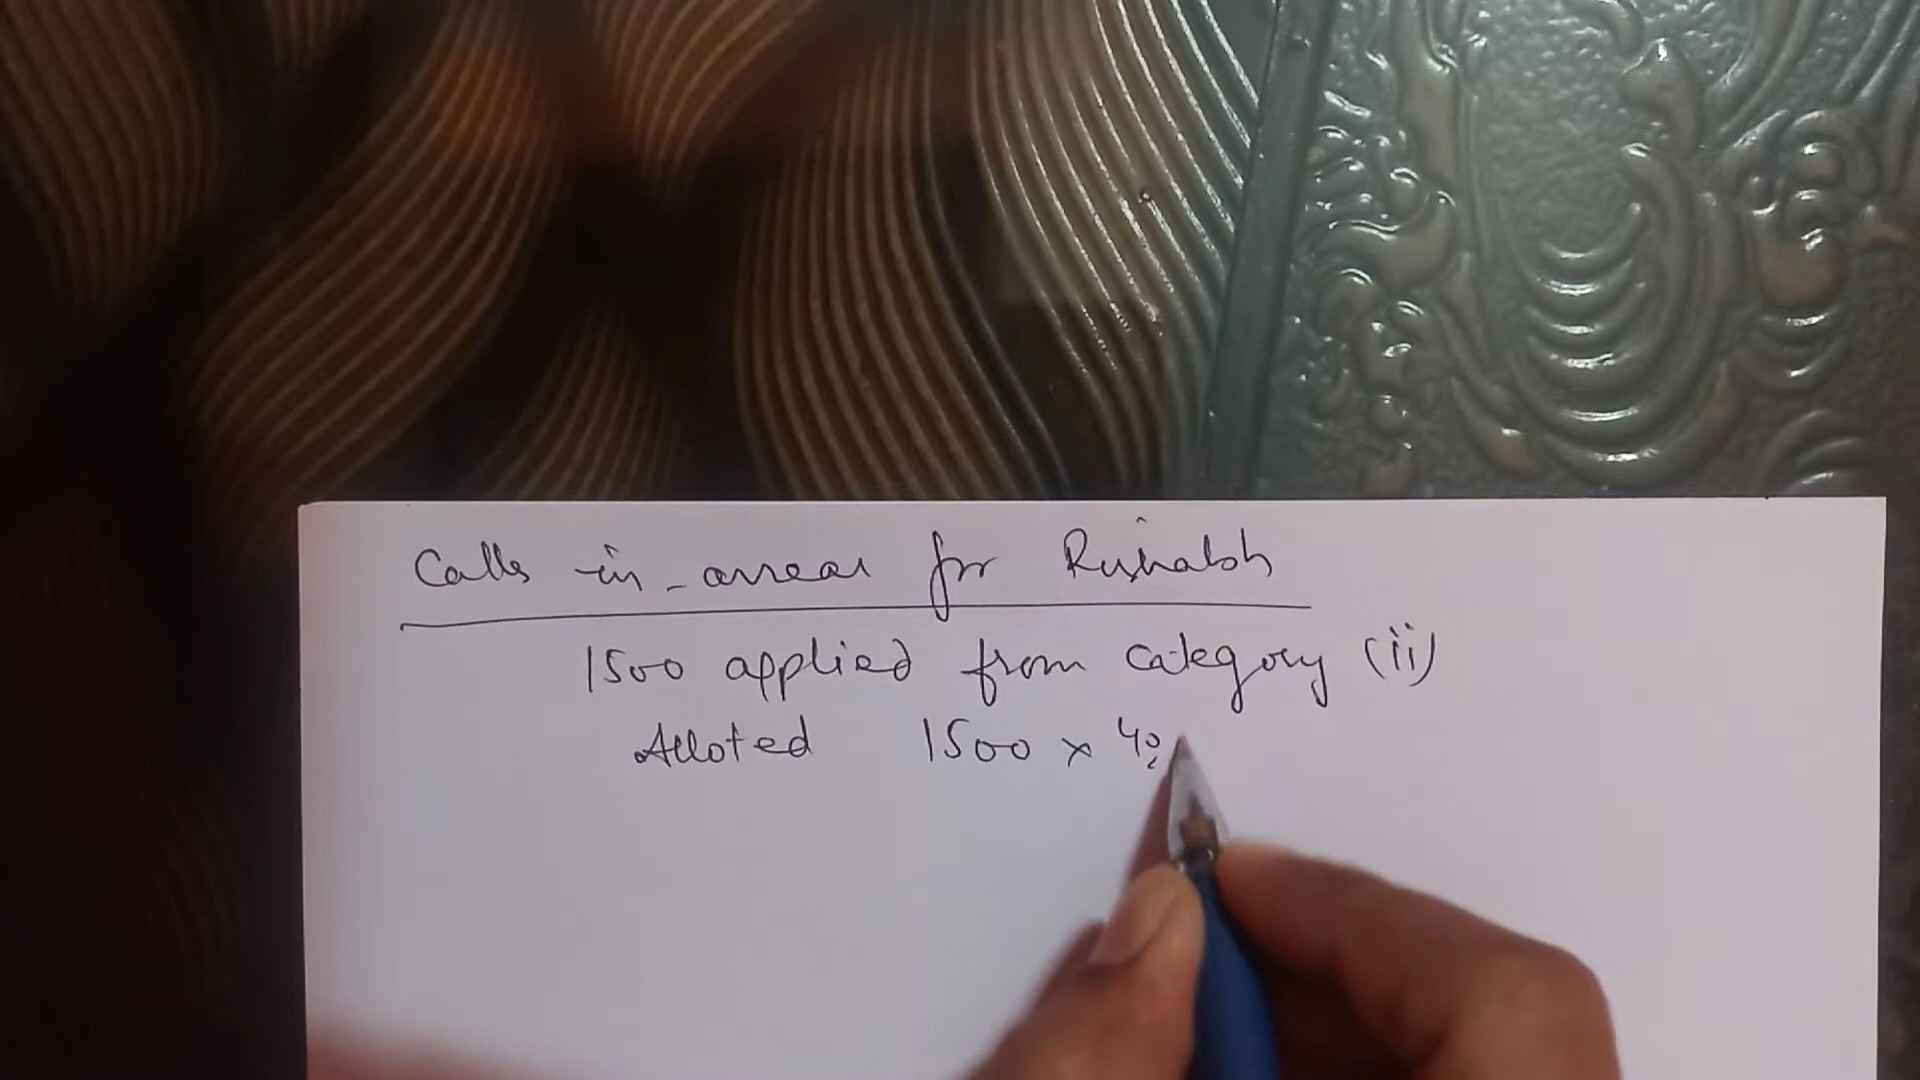 Calls in-arrear for Rishabh
1500 applied from category (ii)
Alloted 1500 × 40,